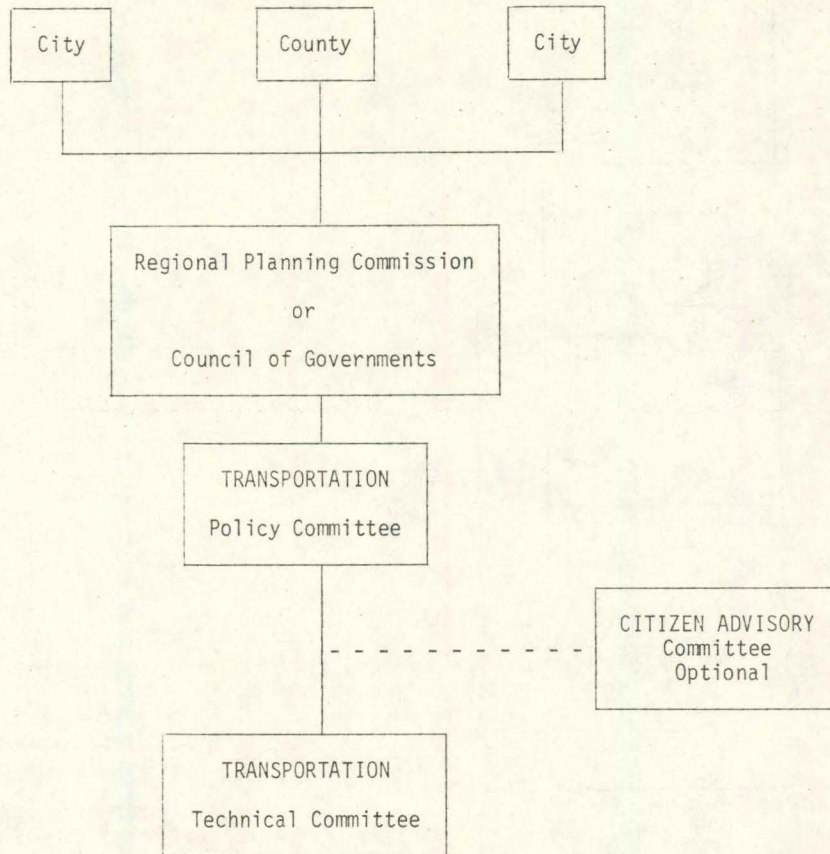 City
County
City
Regional Planning Commission
or
Council of Governments
TRANSPORTATION
Policy Committee
CITIZEN ADVISORY
Committee
Optional
TRANSPORTATION
Technical Committee